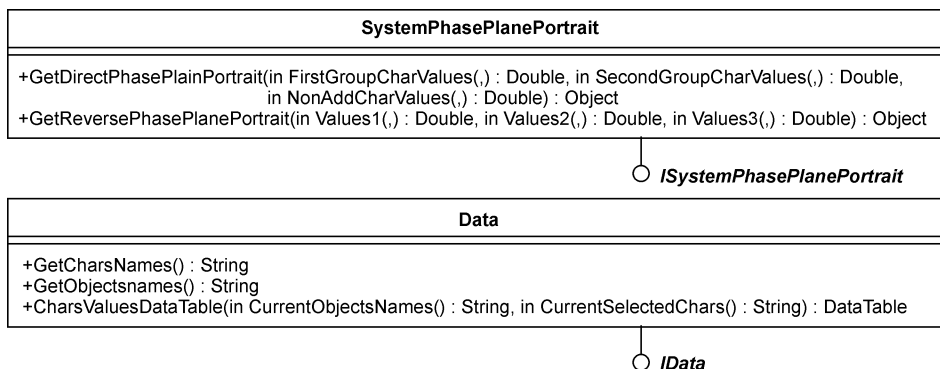 SystemPhasePlanePortrait
+GetDirectPhasePlainPortrait(in FirstGroupCharValues(,) : Double, in SecondGroupCharValues(,) : Double,
in NonAddCharValues(,) : Double) : Object
+GetReversePhasePlanePortrait(in Values1(,) : Double, in Values2(,) : Double, in Values3(,) : Double) : Object
ISystemPhasePlanePortrait
Data
+GetCharsNames() : String
+GetObjectsnames() : String
+CharsValuesDataTable(in CurrentObjectsNames() : String, in CurrentSelectedChars() : String) : DataTable
IData